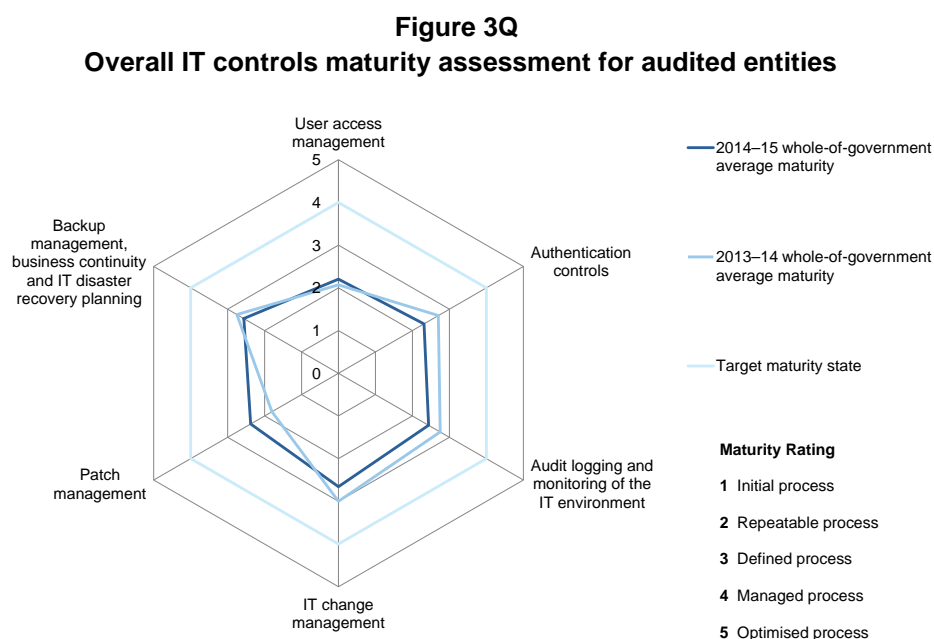 Figure 3Q
Overall IT controls maturity assessment for audited entities
User access
management
5
4
3
2
1
0
Authentication
controls
Audit logging and
monitoring of the
IT environment
IT change
management
Patch
management
Backup
management,
business continuity
and IT disaster
recovery planning
2014–15 whole-of-government
average maturity
2013–14 whole-of-government
average maturity
Target maturity state
Maturity Rating
1 Initial process
2 Repeatable process
3 Defined process
4 Managed process
5 Optimised process